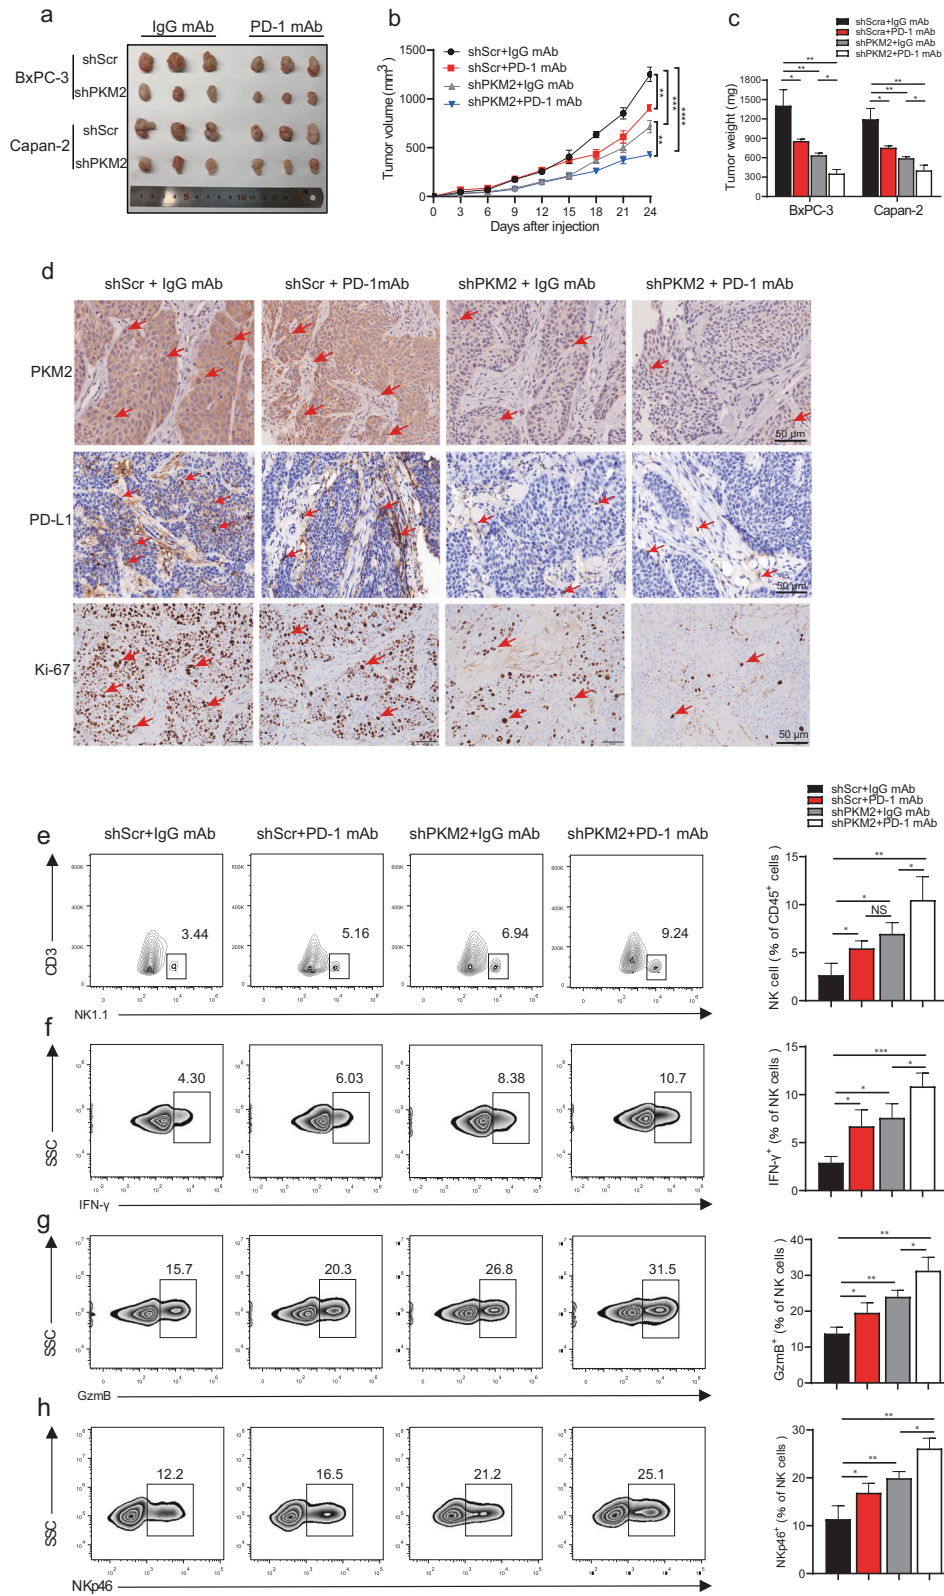 a
IgG mAb PD-1 mAb
BxPC-3
shScr
shPKM2
Capan-2
shScr
shPKM2
b
Tumor volume (mm³)
1500
1000
500
0
0 3 6 9 12 15 18 21 24
Days after injection
shScr+IgG mAb
shScr+PD-1 mAb
shPKM2+IgG mAb
shPKM2+PD-1 mAb
** *** ****
**
c
shScra+IgG mAb
shScra+PD-1 mAb
shPKM2+IgG mAb
shPKM2+PD-1 mAb
Tumor weight (mg)
1800
1500
1200
900
600
300
0
** ** * *
** ** * *
BxPC-3 Capan-2
d
shScr + IgG mAb shScr + PD-1mAb shPKM2 + IgG mAb shPKM2 + PD-1 mAb
PKM2
50 µm
PD-L1
50 µm
Ki-67
50 µm
shScr+IgG mAb
shScr+PD-1 mAb
shPKM2+IgG mAb
shPKM2+PD-1 mAb
e
shScr+IgG mAb shScr+PD-1 mAb shPKM2+IgG mAb shPKM2+PD-1 mAb
CD3
600K
400K
200K
0
3.44 5.16 6.94 9.24
NK1.1
NK cell (% of CD45⁺ cells)
15
10
5
0
** * * NS *
f
SSC
4.30 6.03 8.38 10.7
IFN-γ
IFN-γ⁺ (% of NK cells)
15
10
5
0
*** * * *
g
SSC
15.7 20.3 26.8 31.5
GzmB
GzmB⁺ (% of NK cells)
40
30
20
10
0
** * ** *
h
SSC
12.2 16.5 21.2 25.1
NKp46
NKp46⁺ (% of NK cells)
30
20
10
0
** * ** *